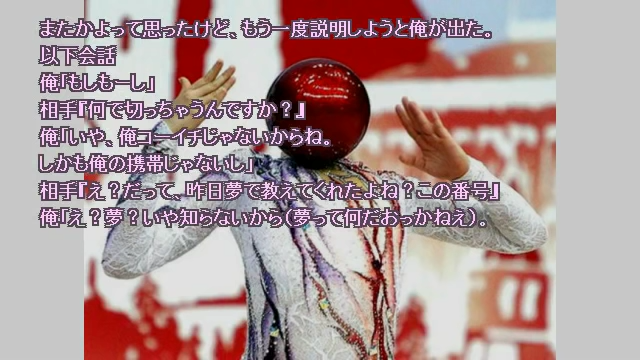 またかよって思ったけど、もう一度説明しようと俺が出た。
以下会話
俺「もしもーし」
相手『何で切っちゃうんですか？』
俺「いや、俺コーイチじゃないからね。
しかも俺の携帯じゃないし」
相手『え？だって、昨日夢で教えてくれたよね？この番号』
俺「え？夢？いや知らないから（夢って何だおっかねえ）。